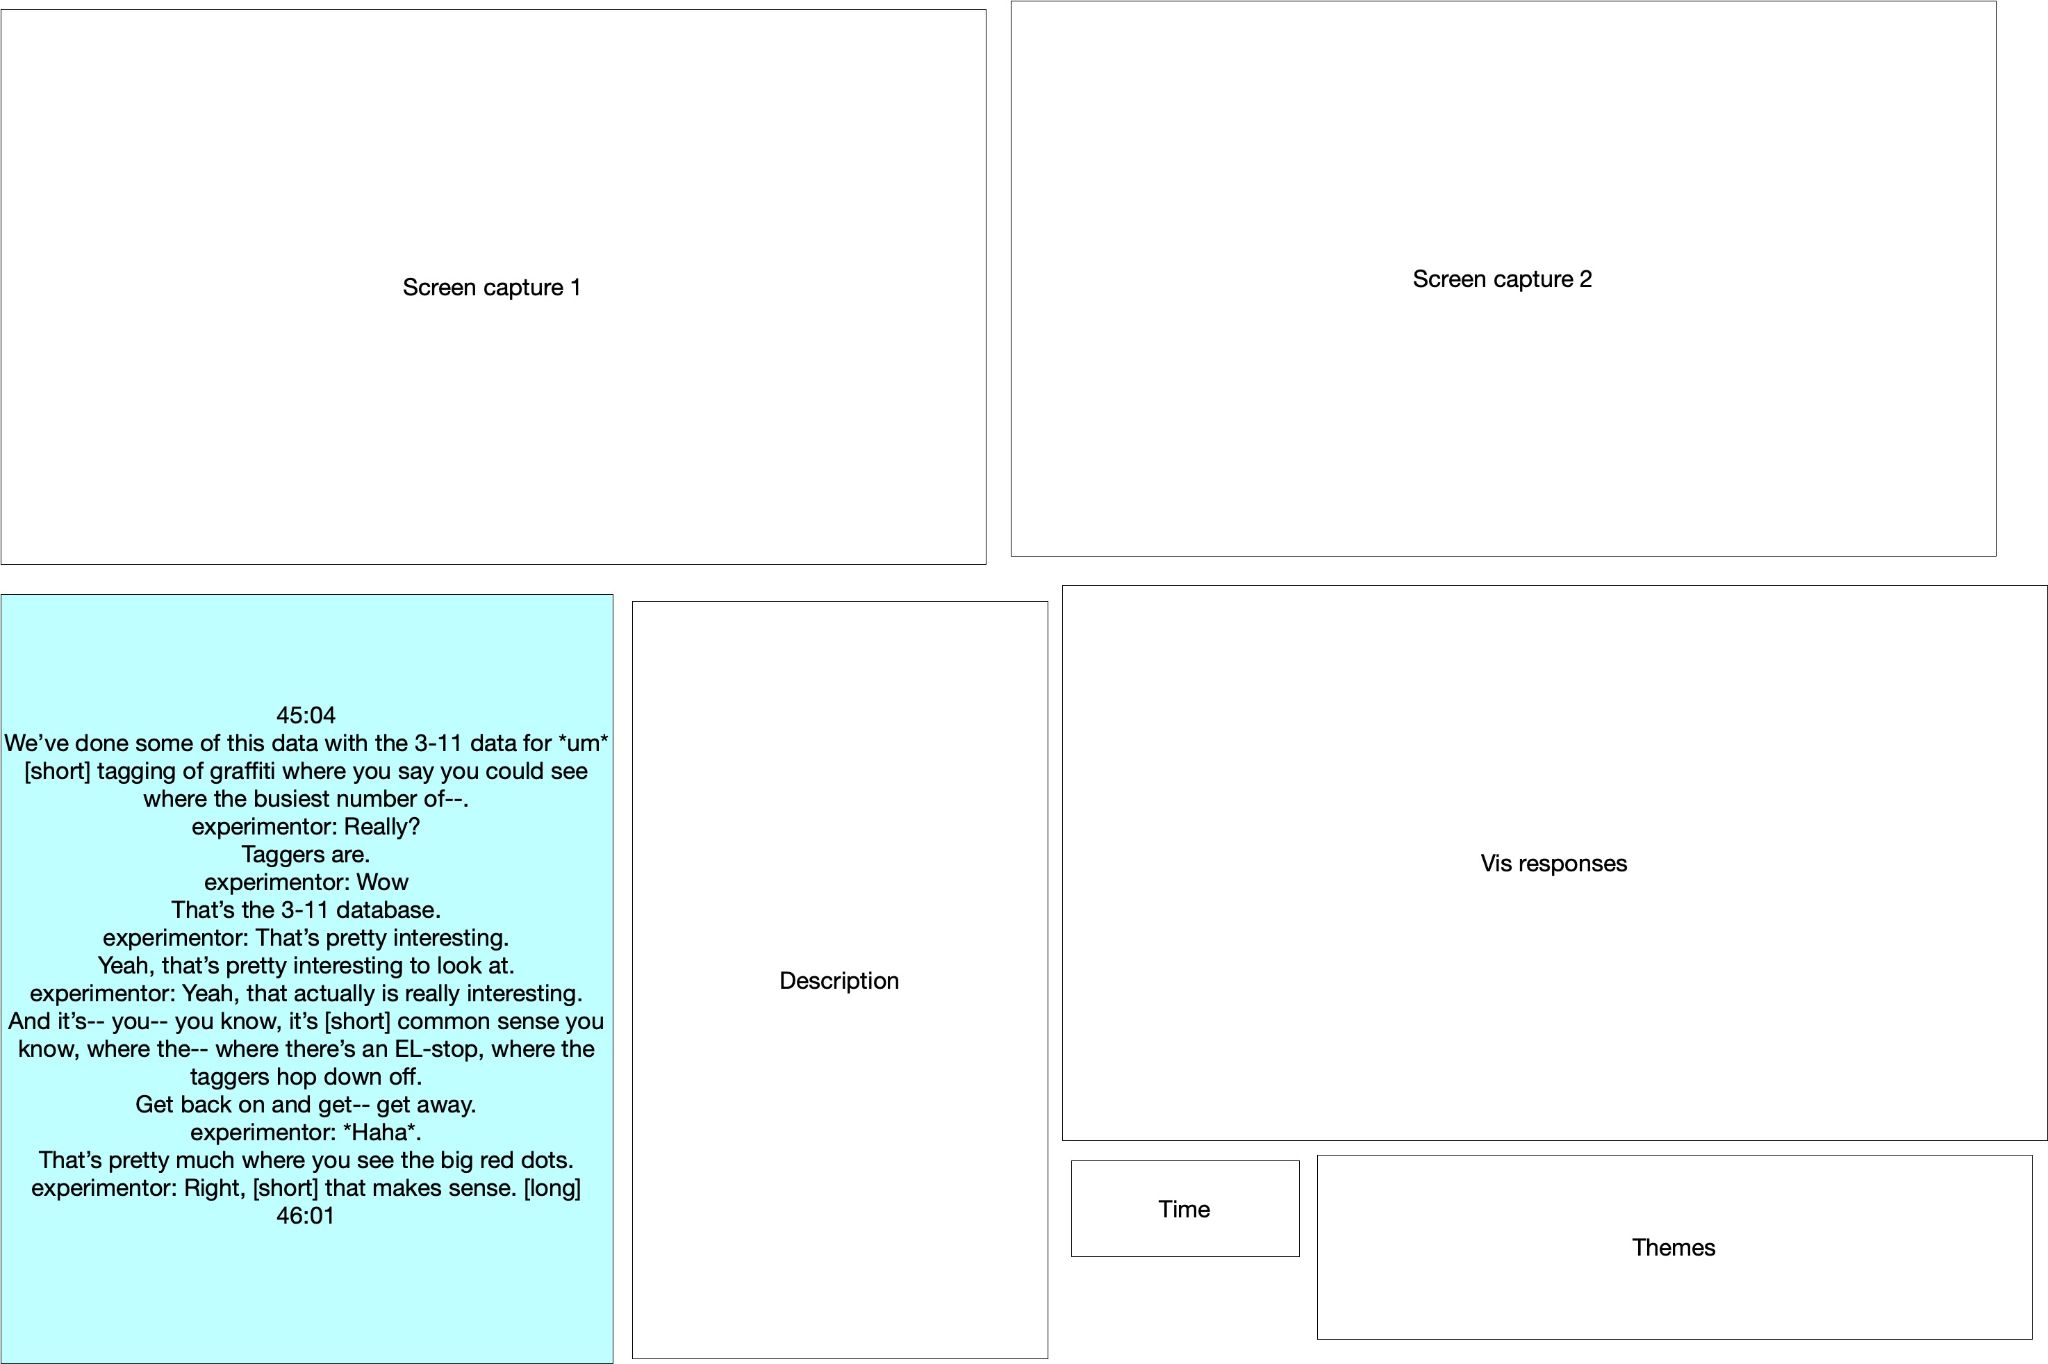 Screen capture 1
Screen capture 2
45:04
We’ve done some of this data with the 3-11 data for *um*
[short] tagging of graffiti where you say you could see
where the busiest number of--.
experimentor: Really?
Taggers are.
experimentor: Wow
That’s the 3-11 database.
experimentor: That’s pretty interesting.
Yeah, that’s pretty interesting to look at.
experimentor: Yeah, that actually is really interesting.
And it’s-- you-- you know, it’s [short] common sense you
know, where the-- where there’s an EL-stop, where the
taggers hop down off.
Get back on and get-- get away.
experimentor: *Haha*.
That’s pretty much where you see the big red dots.
experimentor: Right, [short] that makes sense. [long]
46:01
Description
Vis responses
Time
Themes